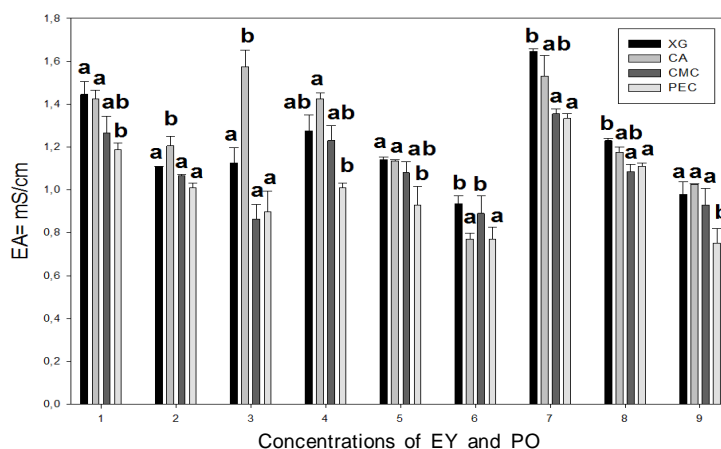 1,8
1,6
1,4
1,2
1,0
0,8
0,6
0,4
0,2
0,0
EA= mS/cm
a a ab b
a b a a
a b a a
ab a ab b
a a ab b
b a b a
b ab a a
b ab a a
a a a b
XG
CA
CMC
PEC
1 2 3 4 5 6 7 8 9
Concentrations of EY and PO